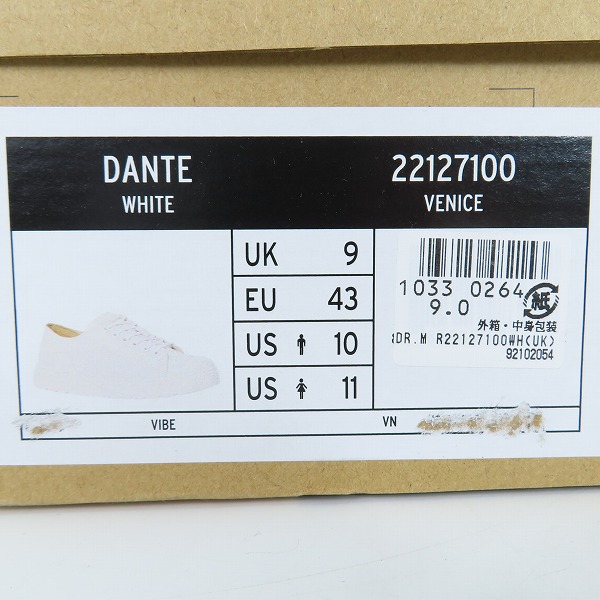 DANTE 22127100
WHITE VENICE
UK 9
EU 43
US 10
US 11
1033 0264
9.0
紙
外箱・中身包装
DR.M R22127100WH(UK)
92102054
VIBE VN